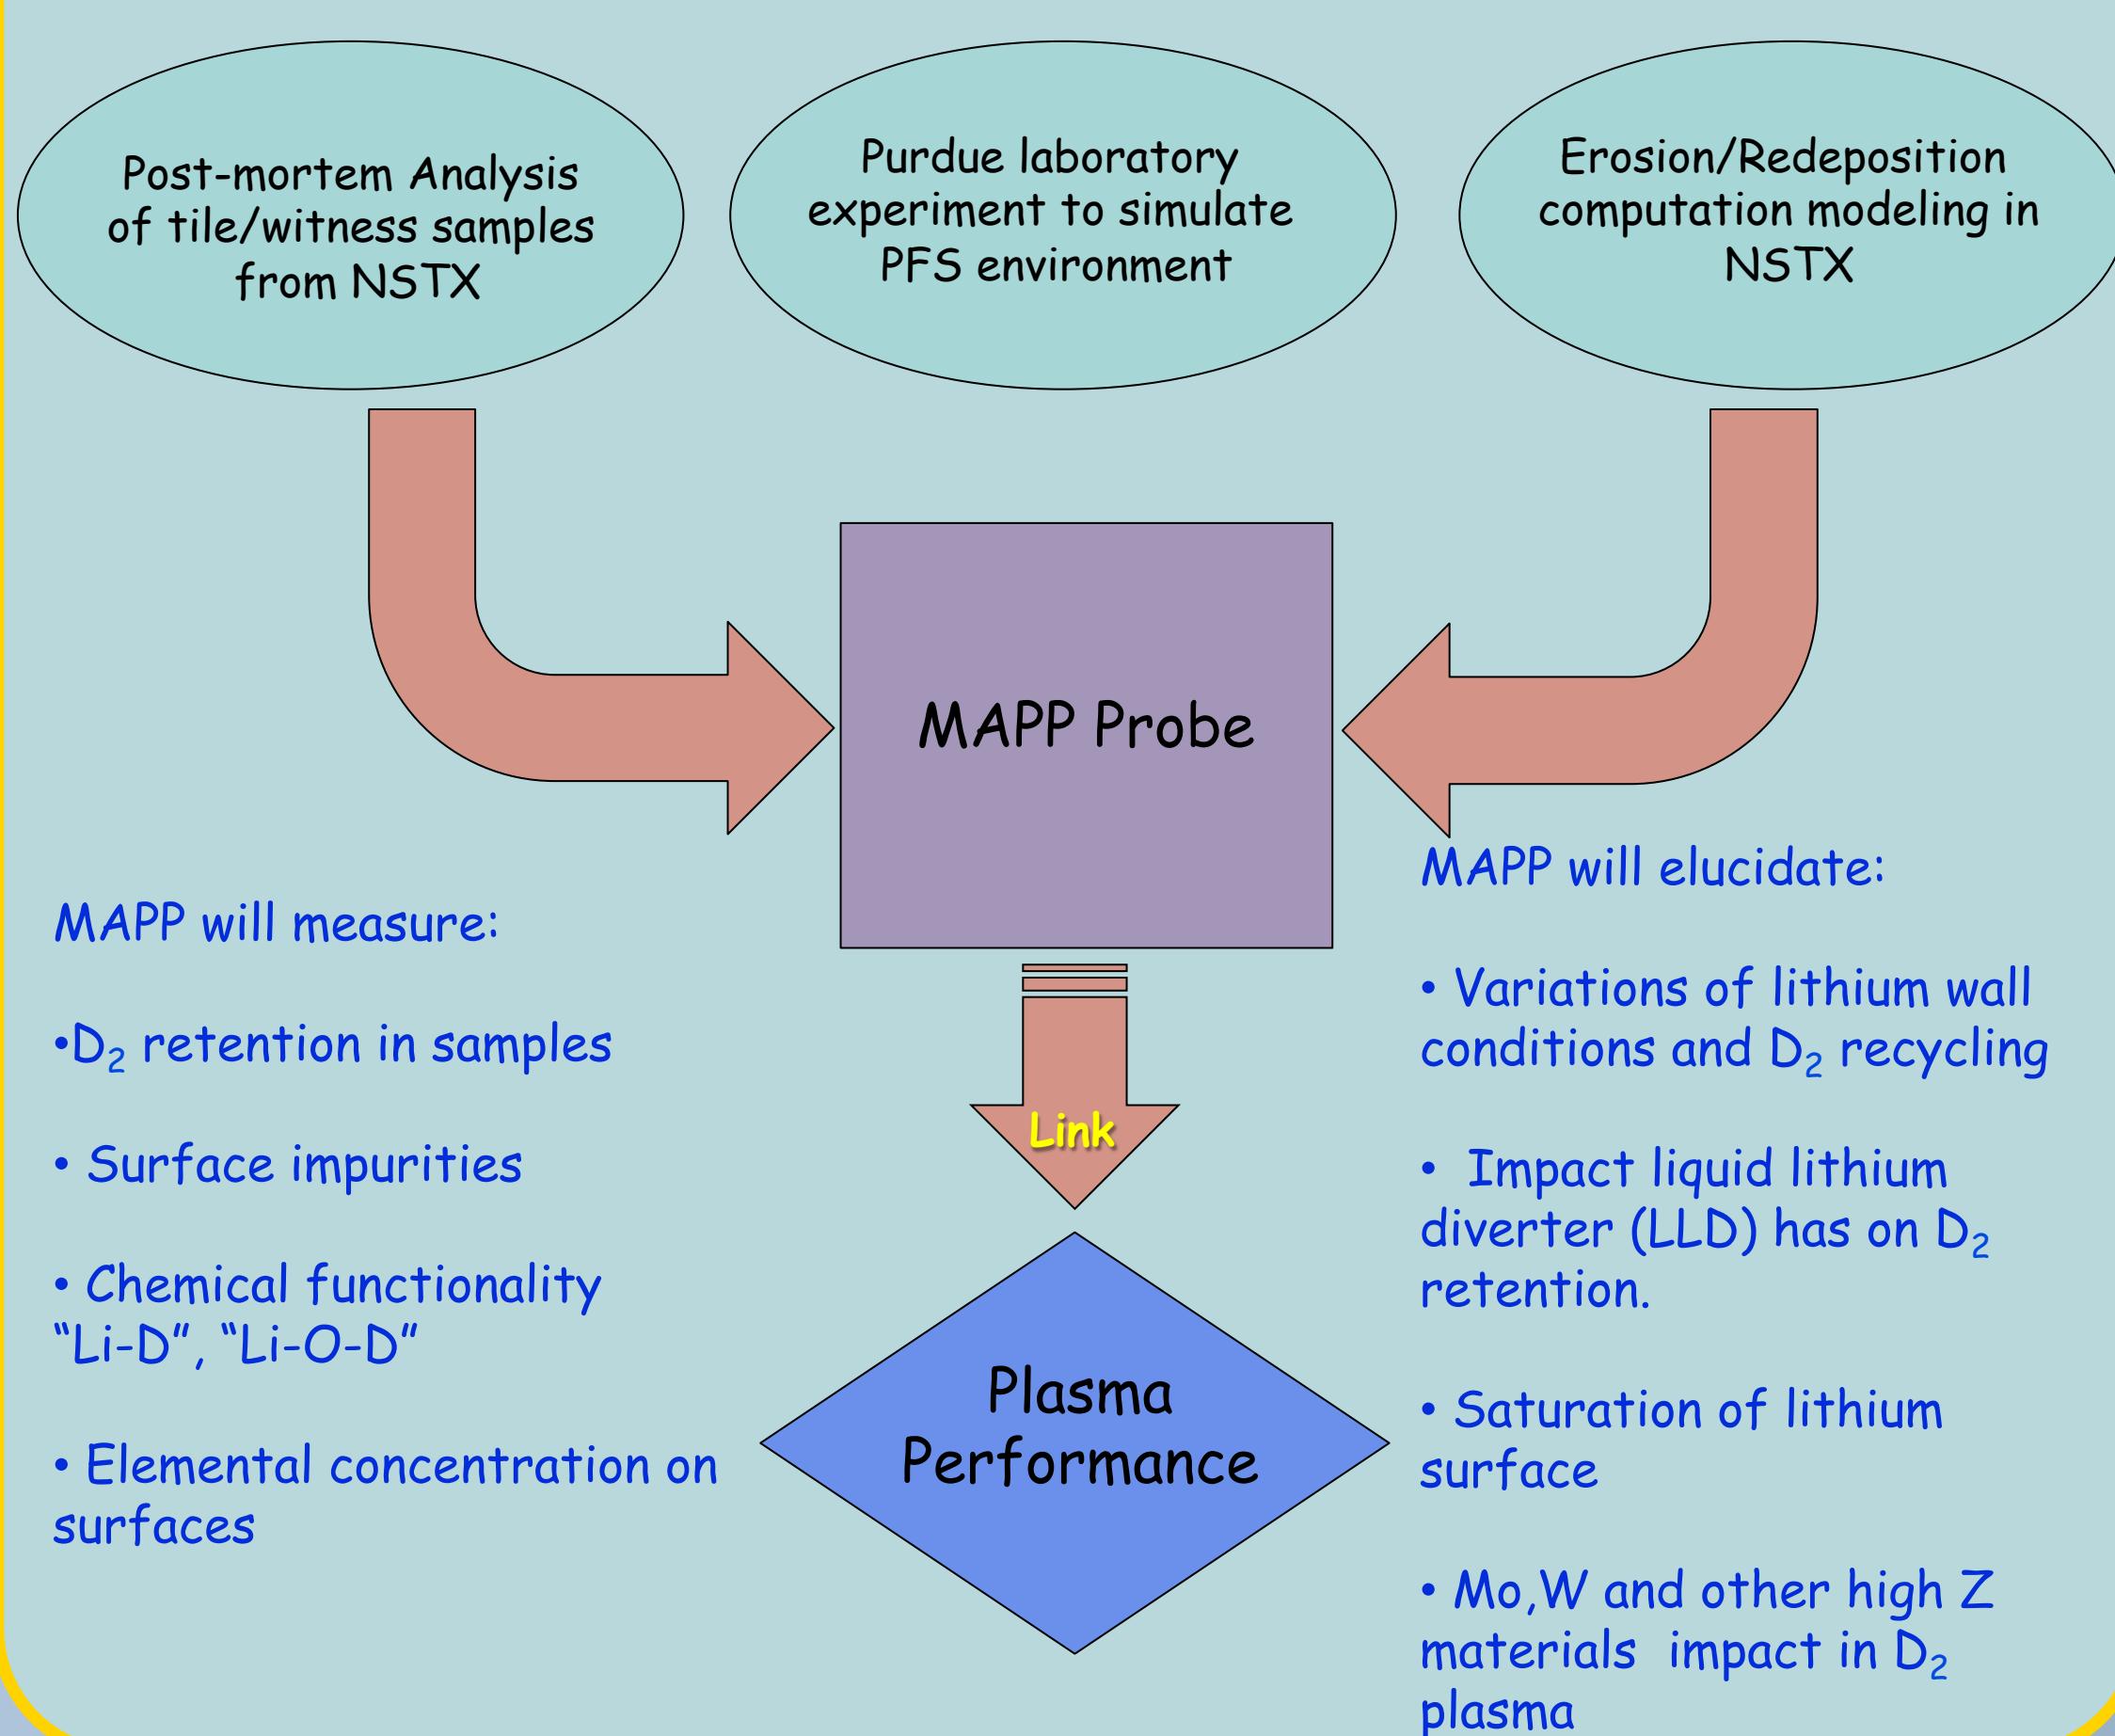 Post-mortem Analysis
of tile/witness samples
from NSTX
Purdue laboratory
experiment to simulate
PFS environment
Erosion/Redeposition
computation modeling in
NSTX
MAPP Probe
Link
Plasma
Performance
MAPP will measure:
•D₂ retention in samples
• Surface impurities
• Chemical functionality
“Li-D”, “Li-O-D”
• Elemental concentration on
surfaces
MAPP will elucidate:
• Variations of lithium wall
conditions and D₂ recycling
• Impact liquid lithium
diverter (LLD) has on D₂
retention.
• Saturation of lithium
surface
• Mo,W and other high Z
materials impact in D₂
plasma